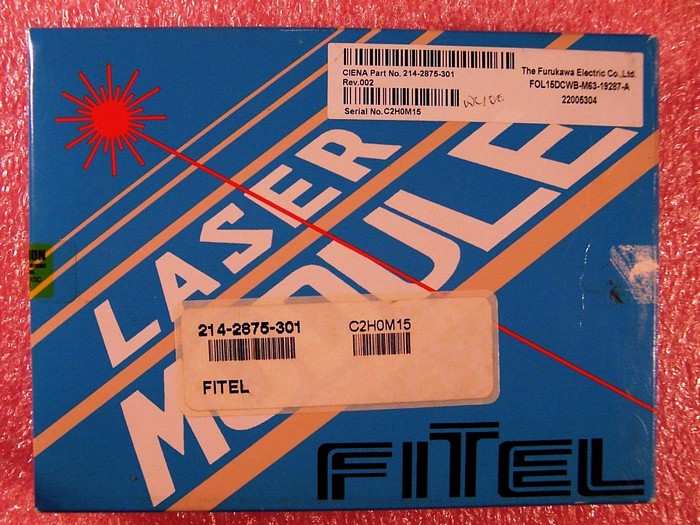 CIENA Part No. 214-2875-301
Rev.002
Serial No.C2H0M15
The Furukawa Electric Co.,Ltd.
FOL15DCWB-M63-19287-A
22005304
LASER
MODULE
214-2875-301 C2H0M15
FITEL
FITEL